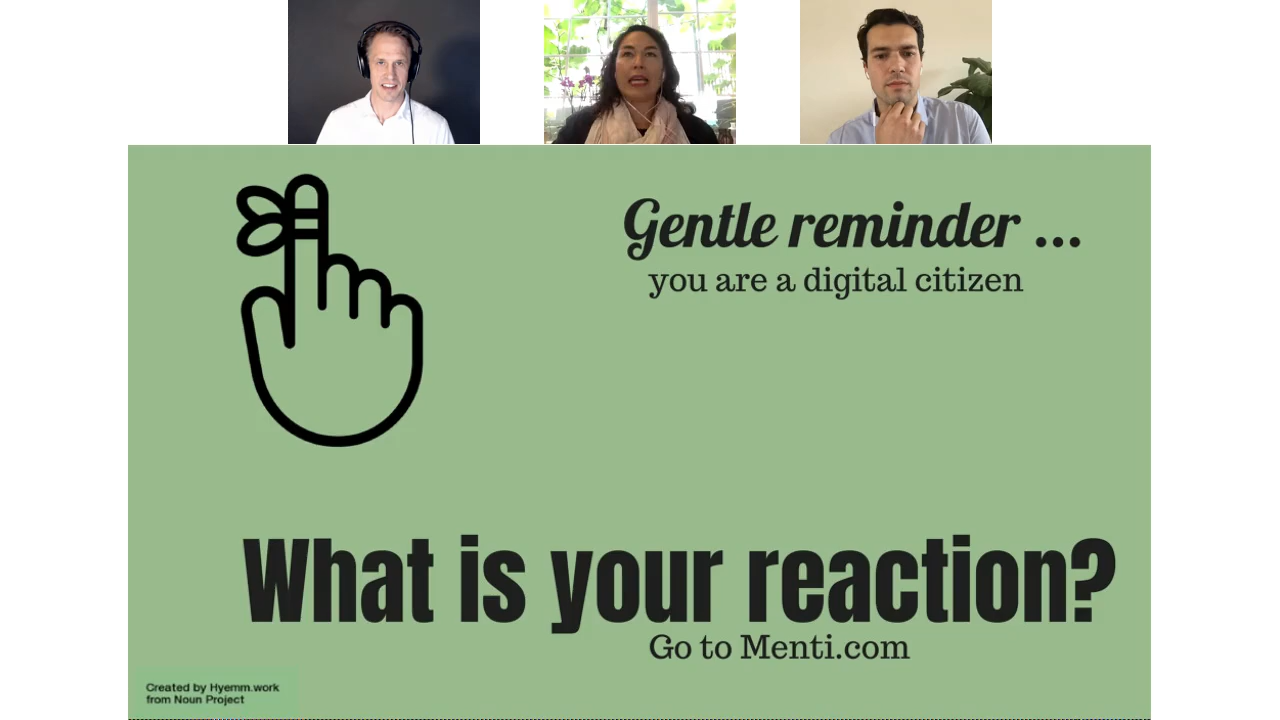 Gentle reminder ...
you are a digital citizen
What is your reaction?
Go to Menti.com
Created by Hyemm.work
from Noun Project